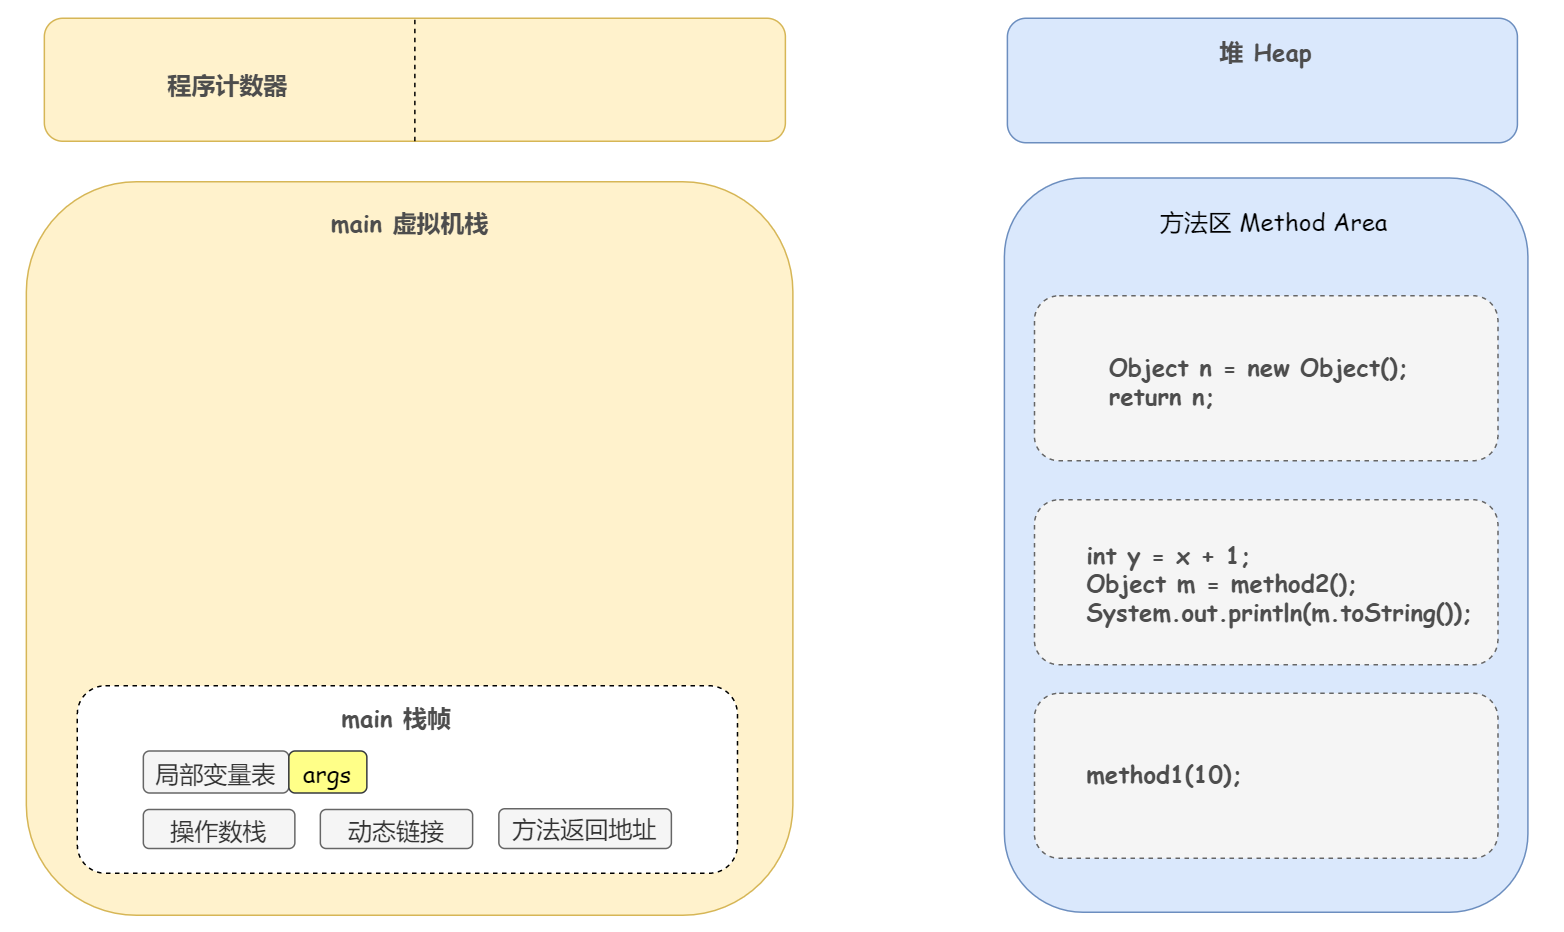 程序计数器
堆 Heap
main 虚拟机栈
main 栈帧
局部变量表
args
操作数栈
动态链接
方法返回地址
方法区 Method Area
Object n = new Object();
return n;
int y = x + 1;
Object m = method2();
System.out.println(m.toString());
method1(10);